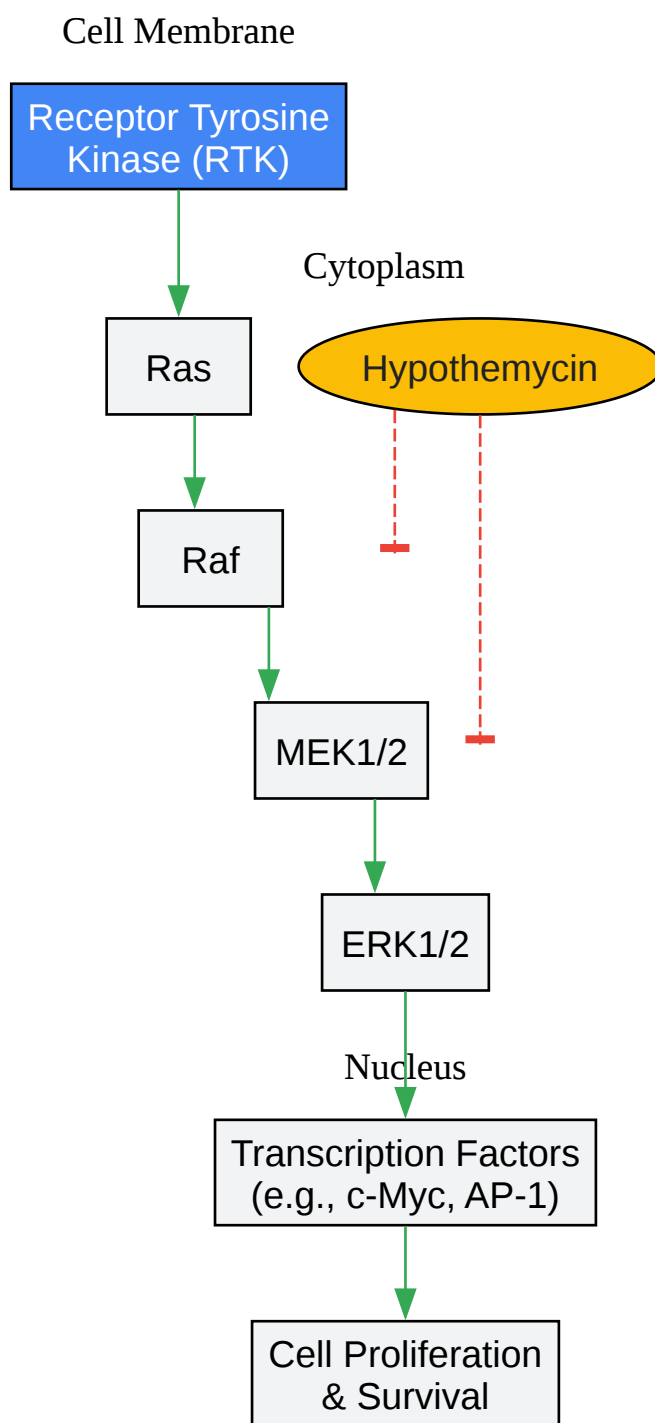 Cell Membrane
Receptor Tyrosine
Kinase (RTK)
Cytoplasm
Ras
Hypothemycin
Raf
MEK1/2
ERK1/2
Nucleus
Transcription Factors
(e.g., c-Myc, AP-1)
Cell Proliferation
& Survival